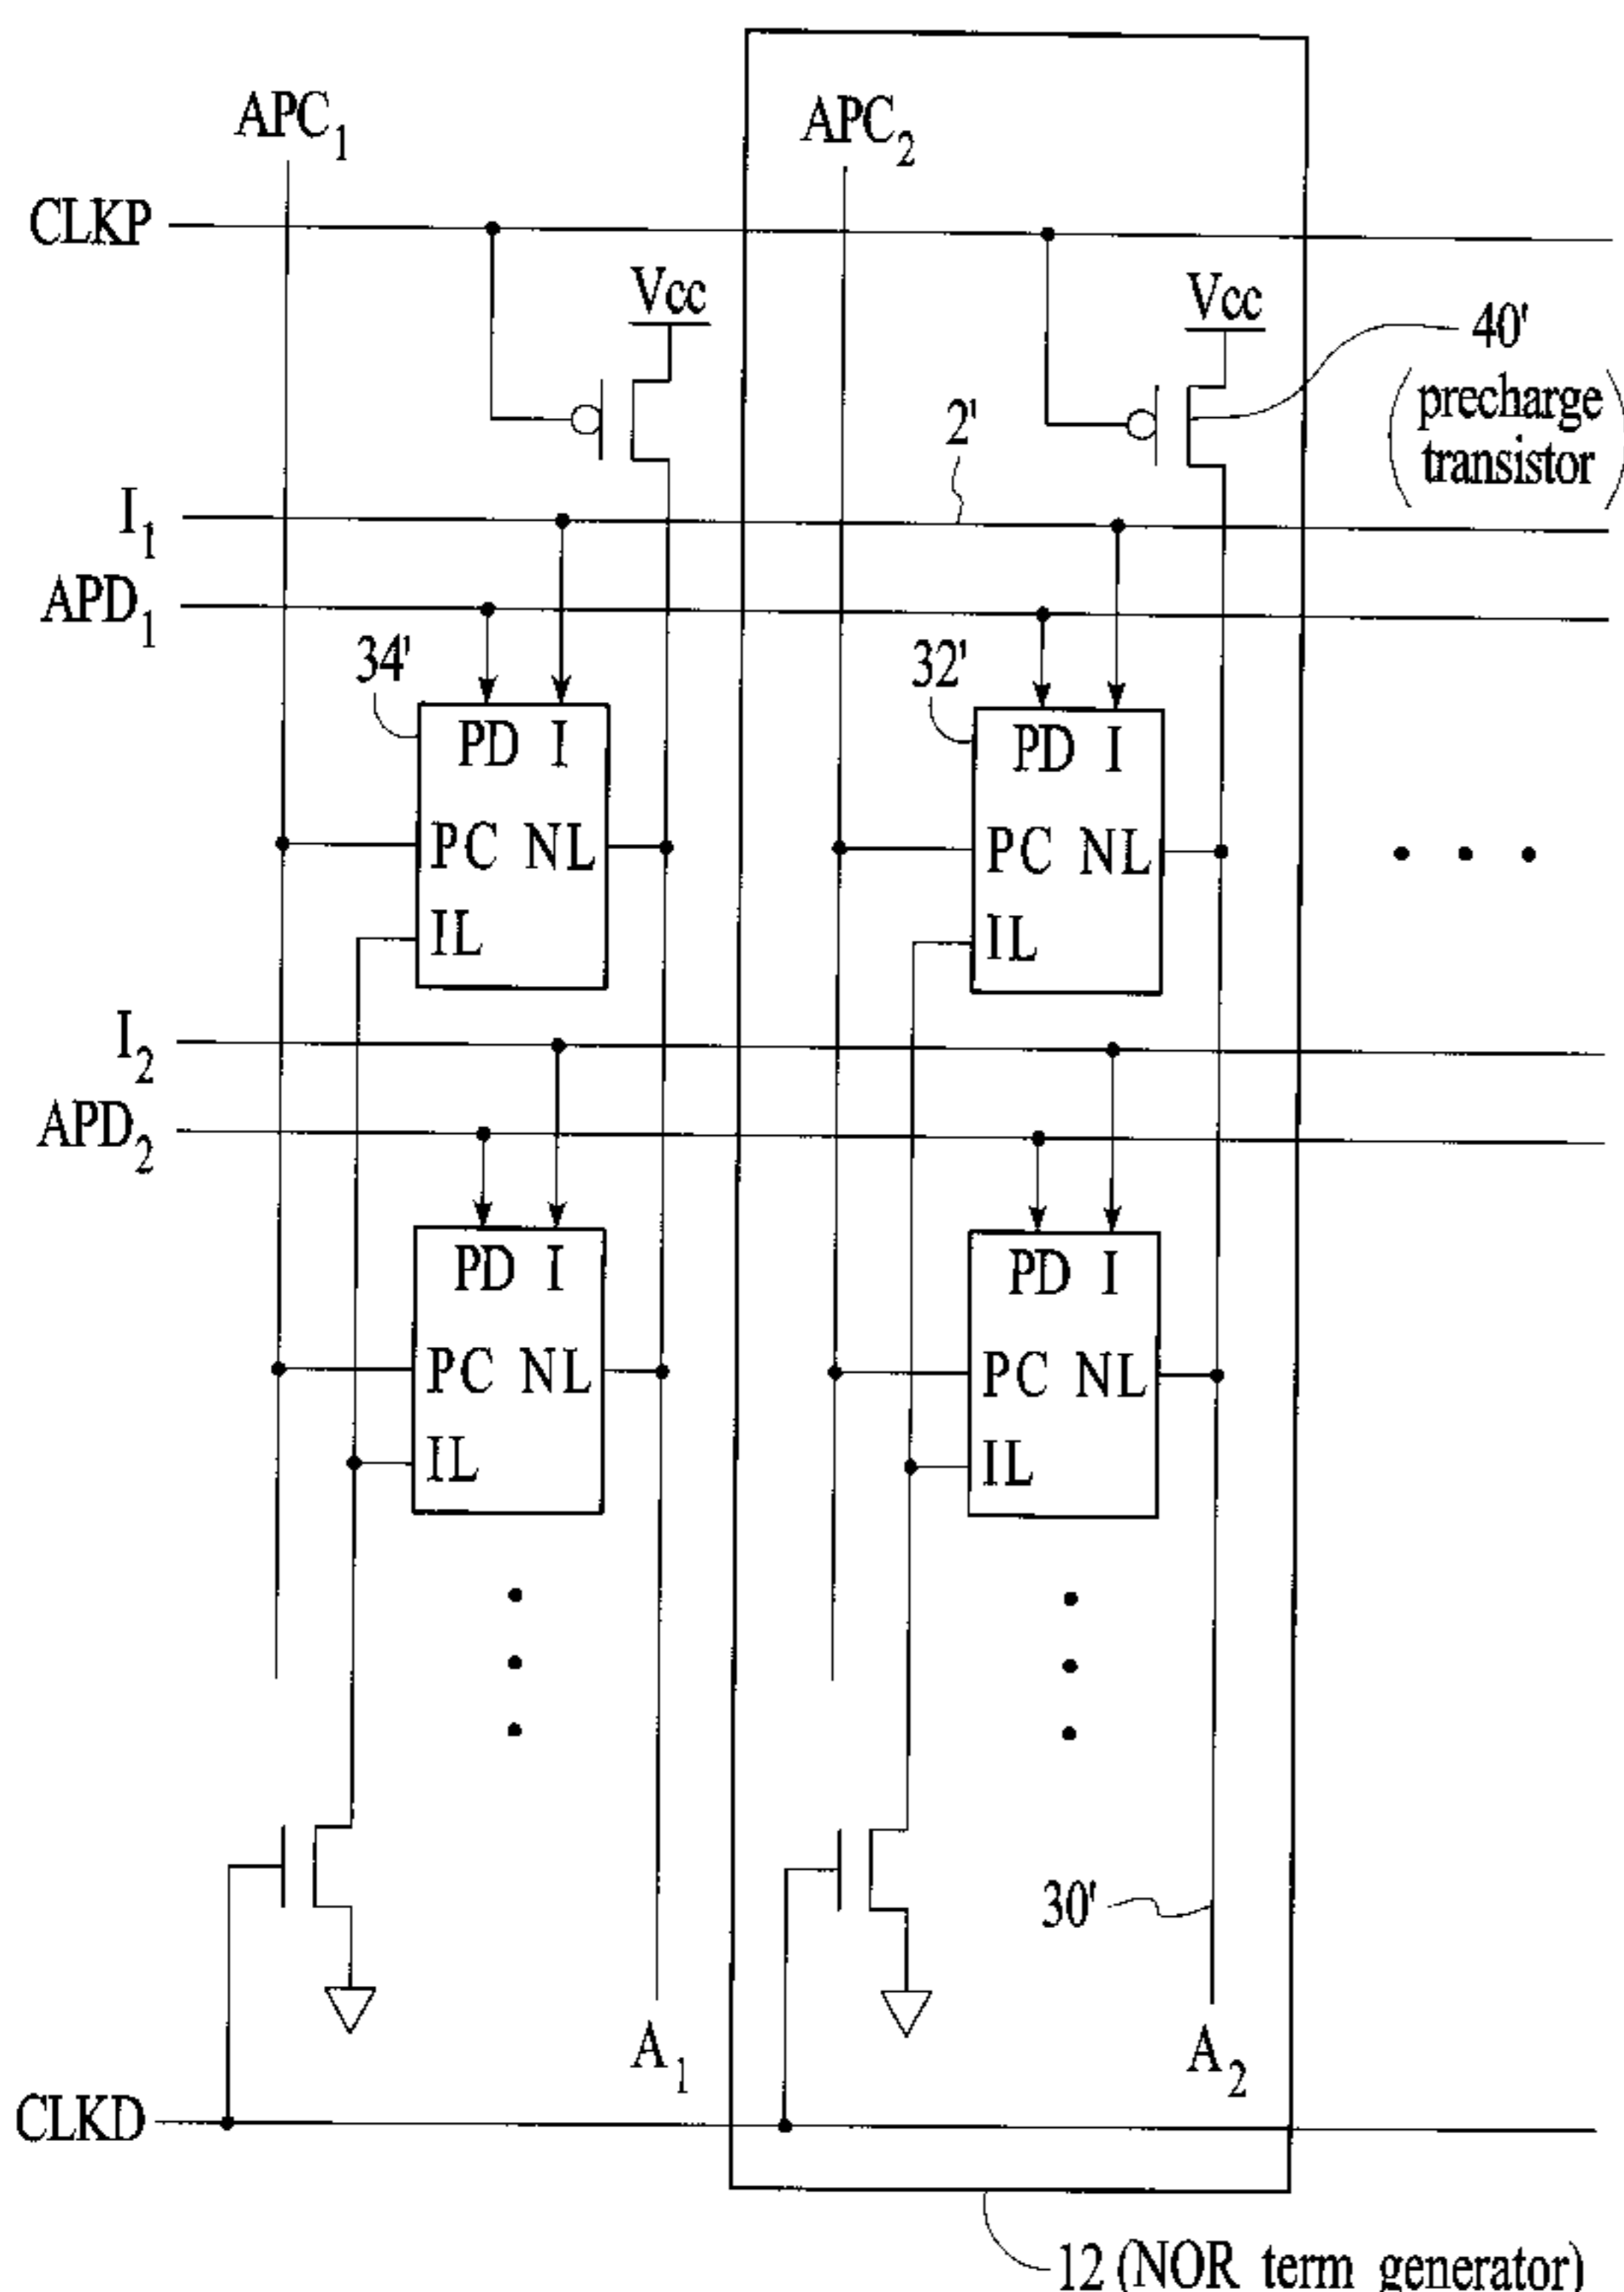 APC1
APC2
CLKP
Vcc
Vcc
40'
(precharge
transistor)
2'
I1
APD1
34'
32'
PD I
PC NL
IL
PD I
PC NL
IL
I2
APD2
PD I
PC NL
IL
PD I
PC NL
IL
30'
A1
A2
CLKD
12 (NOR term generator)